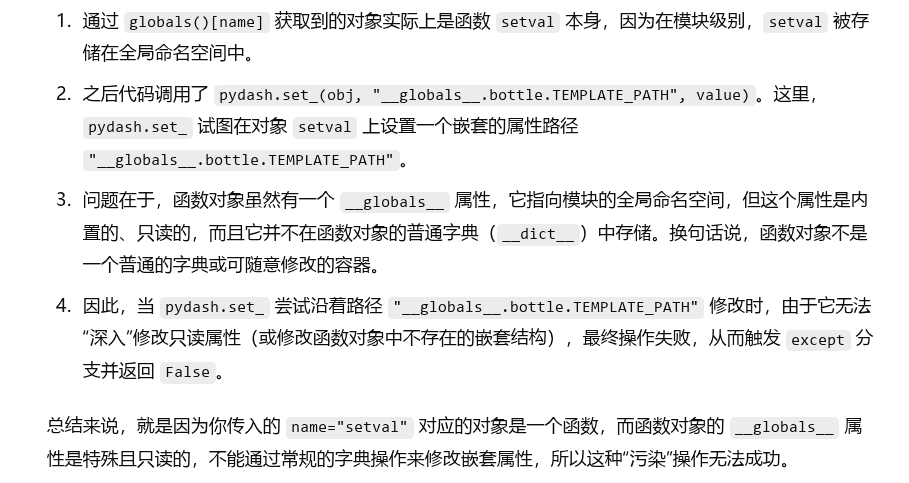 1. 通过 globals()[name] 获取到的对象实际上是函数 setval 本身，因为在模块级别，setval 被存
储在全局命名空间中。
2. 之后代码调用了 pydash.set_(obj, "__globals__.bottle.TEMPLATE_PATH", value) 。这里，
pydash.set_ 试图在对象 setval 上设置一个嵌套的属性路径
"__globals__.bottle.TEMPLATE_PATH" 。
3. 问题在于，函数对象虽然有一个 __globals__ 属性，它指向模块的全局命名空间，但这个属性是内
置的、只读的，而且它并不在函数对象的普通字典（ __dict__ ）中存储。换句话说，函数对象不是
一个普通的字典或可随意修改的容器。
4. 因此，当 pydash.set_ 尝试沿着路径 "__globals__.bottle.TEMPLATE_PATH" 修改时，由于它无法
“深入”修改只读属性（或修改函数对象中不存在的嵌套结构），最终操作失败，从而触发 except 分
支并返回 False 。
总结来说，就是因为你传入的 name="setval" 对应的对象是一个函数，而函数对象的 __globals__ 属
性是特殊且只读的，不能通过常规的字典操作来修改嵌套属性，所以这种“污染”操作无法成功。